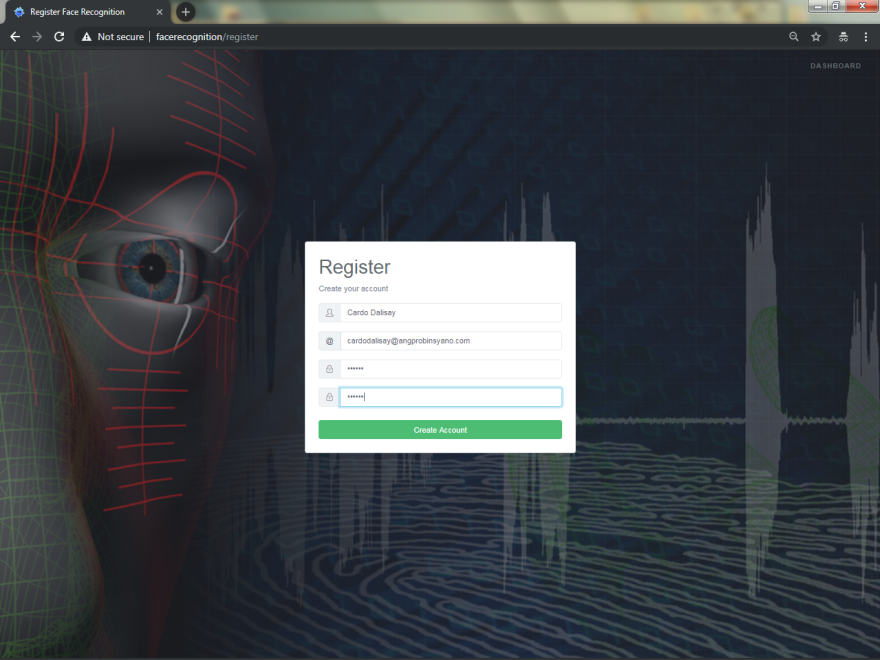 Register Face Recognition
Not secure | facerecognition/register
DASHBOARD
Register
Create your account
Cardo Dalisay
@ cardodalisay@angprobinsyano.com
••••••
••••••
Create Account